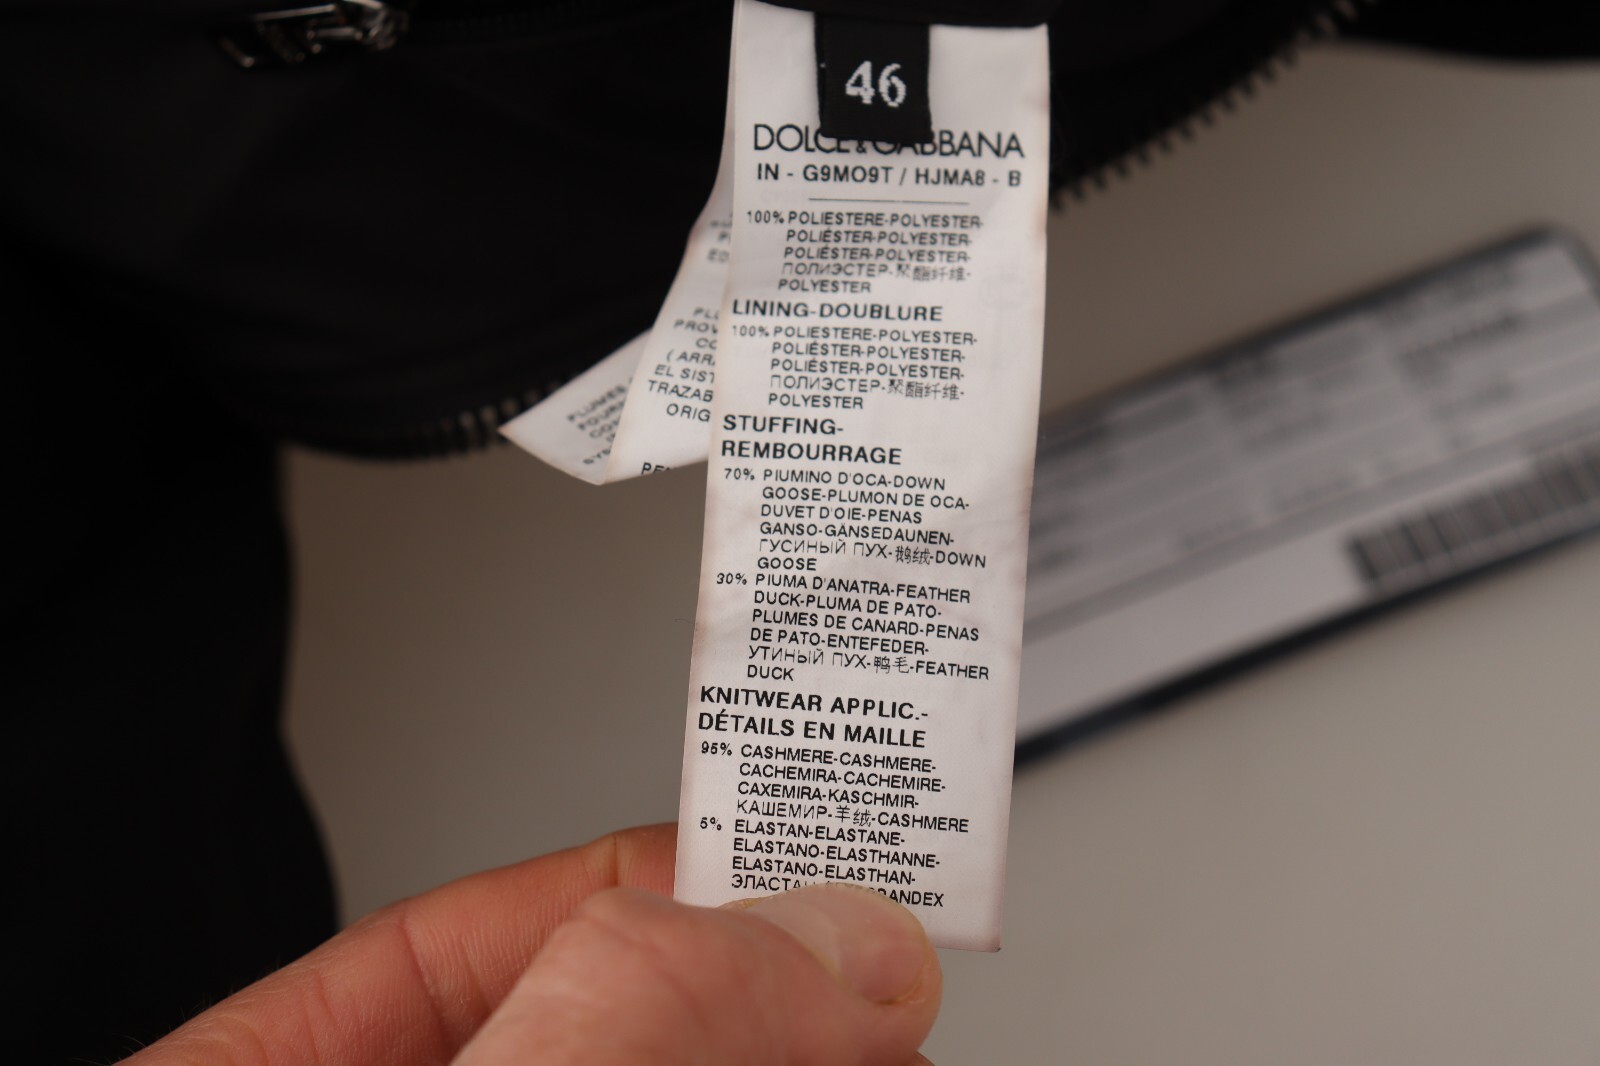 46
DOLCE & GABBANA
IN - G9MO9T / HJMA8 - B
100% POLIESTERE-POLYESTER-
POLIÉSTER-POLYESTER-
POLIÉSTER-POLYESTER-
ПОЛИЭСТЕР-聚酯纤维-
POLYESTER
LINING-DOUBLURE
100% POLIESTERE-POLYESTER-
POLIÉSTER-POLYESTER-
POLIÉSTER-POLYESTER-
ПОЛИЭСТЕР-聚酯纤维-
POLYESTER
STUFFING-
REMBOURRAGE
70% PIUMINO D'OCA-DOWN
GOOSE-PLUMON DE OCA-
DUVET D'OIE-PENAS
GANSO-GÄNSEDAUNEN-
ГУСИНЫЙ ПУХ-鹅绒-DOWN
GOOSE
30% PIUMA D'ANATRA-FEATHER
DUCK-PLUMA DE PATO-
PLUMES DE CANARD-PENAS
DE PATO-ENTEFEDER-
УТИНЫЙ ПУХ-鸭毛-FEATHER
DUCK
KNITWEAR APPLIC.-
DÉTAILS EN MAILLE
95% CASHMERE-CASHMERE-
CACHEMIRA-CACHEMIRE-
CAXEMIRA-KASCHMIR-
КАШЕМИР-羊绒-CASHMERE
5% ELASTAN-ELASTANE-
ELASTANO-ELASTHANNE-
ELASTANO-ELASTHAN-
EL SIST
TRAZAB
ORIG